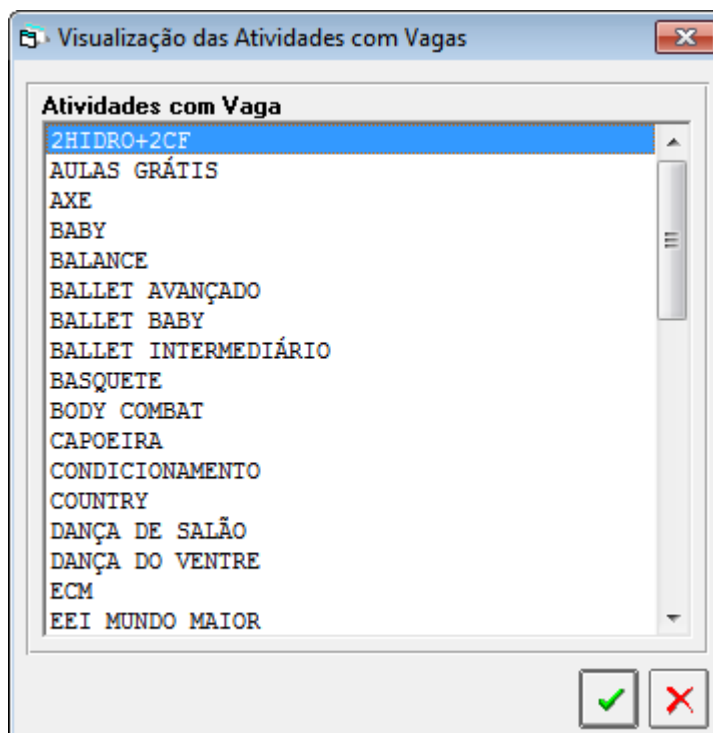 Visualização das Atividades com Vagas
Atividades com Vaga
2HIDRO+2CF
AULAS GRÁTIS
AXE
BABY
BALANCE
BALLET AVANÇADO
BALLET BABY
BALLET INTERMEDIÁRIO
BASQUETE
BODY COMBAT
CAPOEIRA
CONDICIONAMENTO
COUNTRY
DANÇA DE SALÃO
DANÇA DO VENTRE
ECM
EEI MUNDO MAIOR